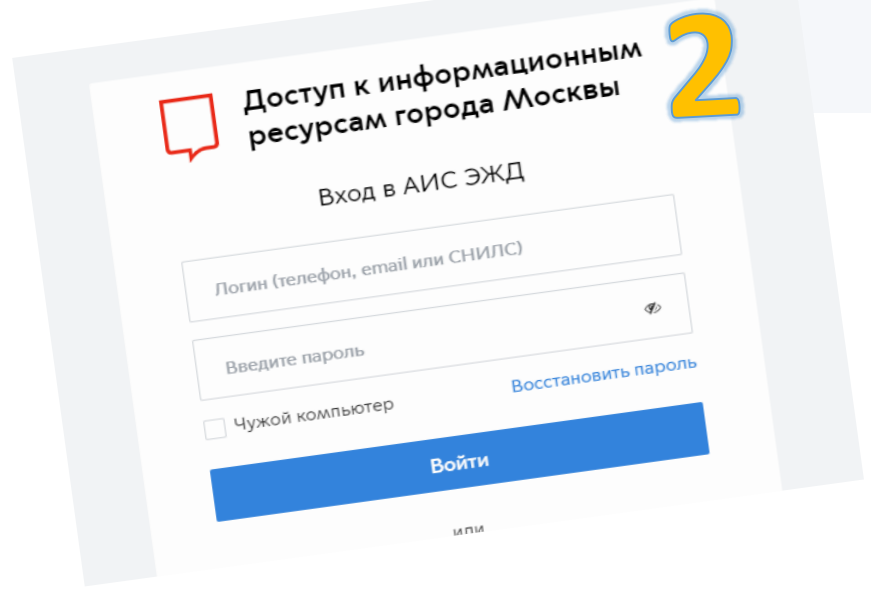 Доступ к информационным
ресурсам города Москвы
2
Вход в АИС ЭЖД
Логин (телефон, email или СНИЛС)
Введите пароль
Чужой компьютер
Восстановить пароль
Войти
или